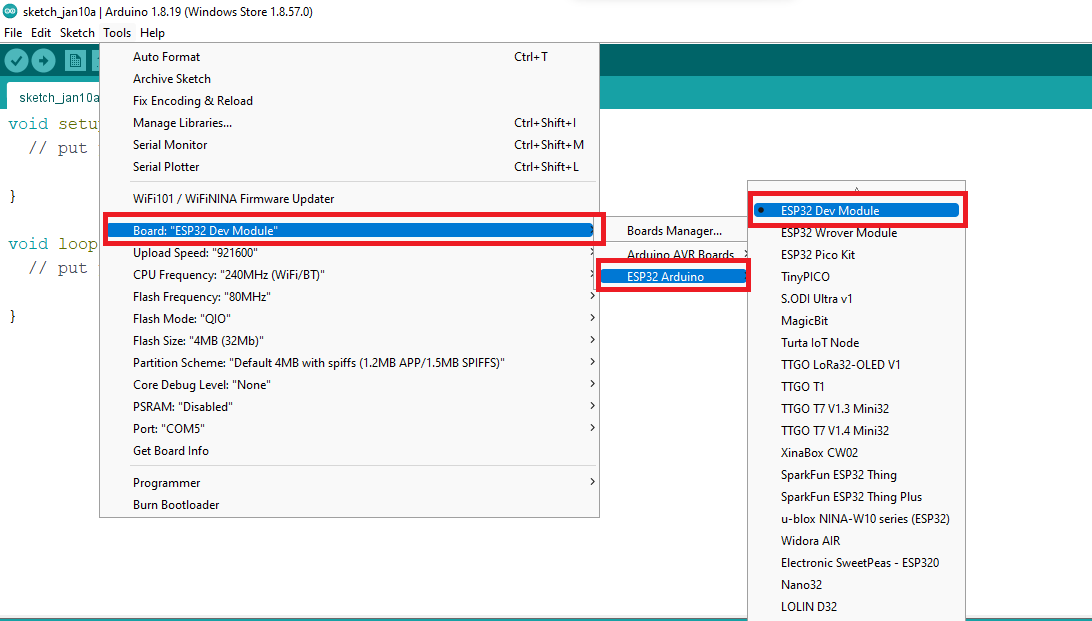 sketch_jan10a | Arduino 1.8.19 (Windows Store 1.8.57.0)
File Edit Sketch Tools Help
sketch_jan10a
void setup
// put
}
void loop
// put
}
Auto Format Ctrl+T
Archive Sketch
Fix Encoding & Reload
Manage Libraries... Ctrl+Shift+I
Serial Monitor Ctrl+Shift+M
Serial Plotter Ctrl+Shift+L
WiFi101 / WiFiNINA Firmware Updater
Board: "ESP32 Dev Module"
Upload Speed: "921600"
CPU Frequency: "240MHz (WiFi/BT)"
Flash Frequency: "80MHz"
Flash Mode: "QIO"
Flash Size: "4MB (32Mb)"
Partition Scheme: "Default 4MB with spiffs (1.2MB APP/1.5MB SPIFFS)"
Core Debug Level: "None"
PSRAM: "Disabled"
Port: "COM5"
Get Board Info
Programmer
Burn Bootloader
Boards Manager...
Arduino AVR Boards
ESP32 Arduino
ESP32 Dev Module
ESP32 Wrover Module
ESP32 Pico Kit
TinyPICO
S.ODI Ultra v1
MagicBit
Turta IoT Node
TTGO LoRa32-OLED V1
TTGO T1
TTGO T7 V1.3 Mini32
TTGO T7 V1.4 Mini32
XinaBox CW02
SparkFun ESP32 Thing
SparkFun ESP32 Thing Plus
u-blox NINA-W10 series (ESP32)
Widora AIR
Electronic SweetPeas - ESP320
Nano32
LOLIN D32